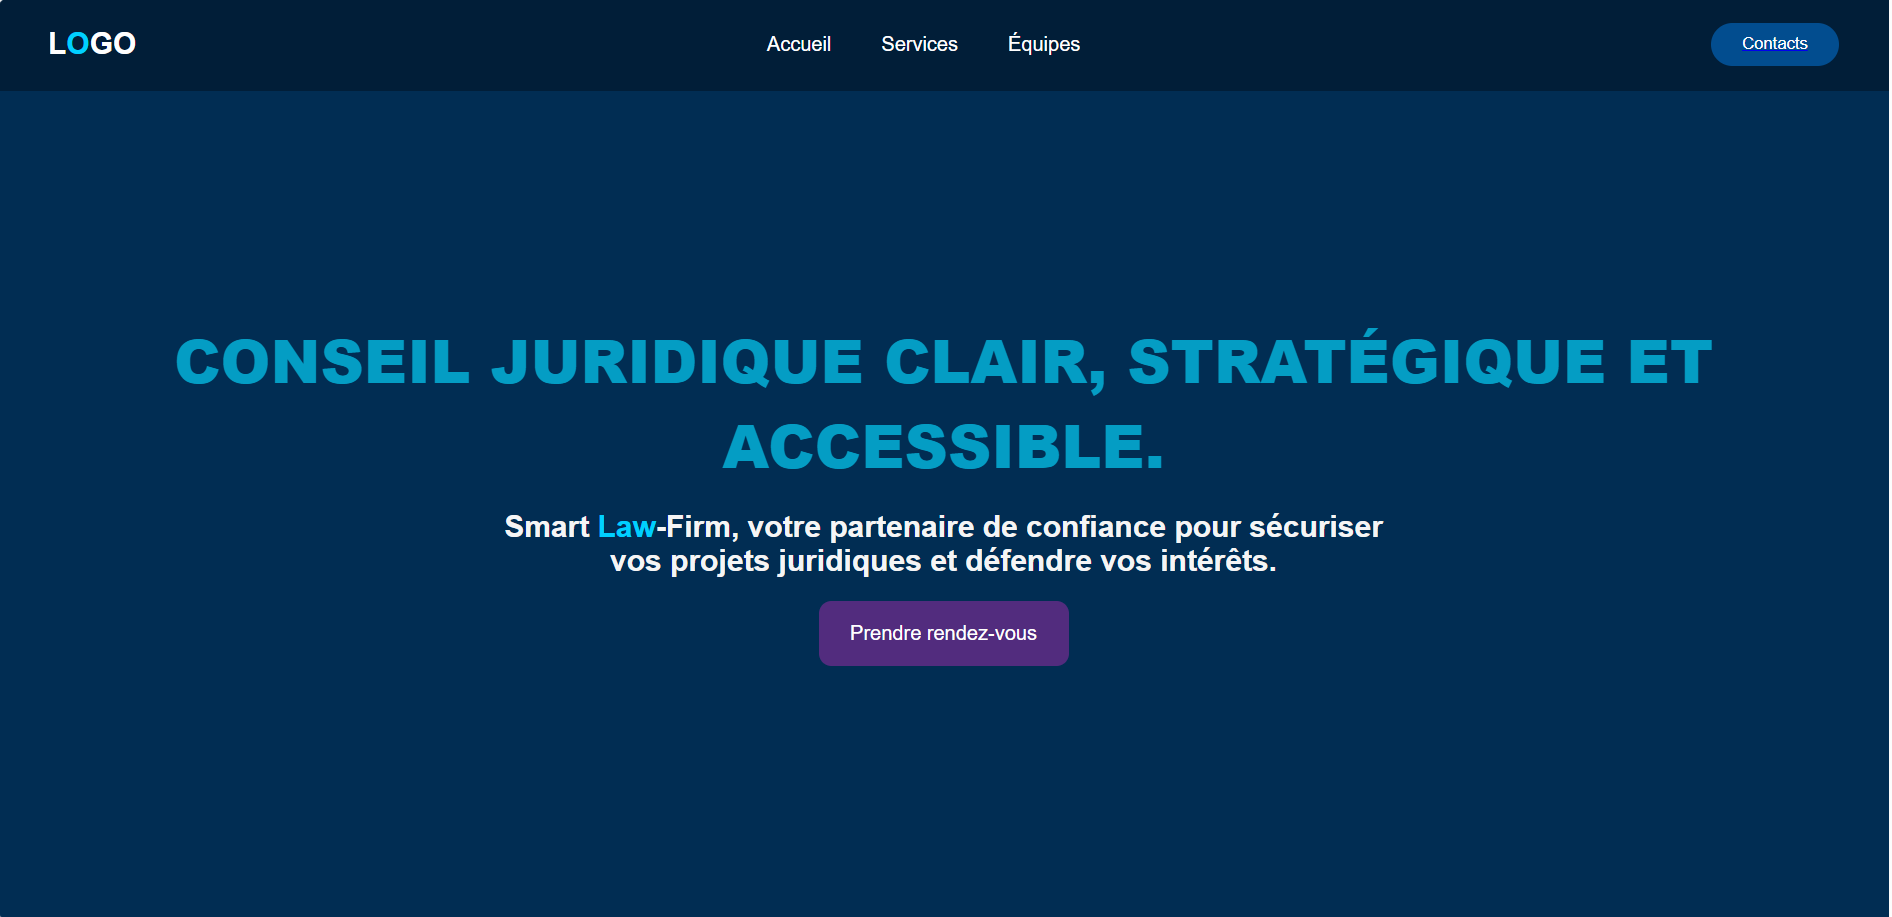 LOGO
Accueil
Services
Équipes
Contacts
CONSEIL JURIDIQUE CLAIR, STRATÉGIQUE ET
ACCESSIBLE.
Smart Law-Firm, votre partenaire de confiance pour sécuriser
vos projets juridiques et défendre vos intérêts.
Prendre rendez-vous